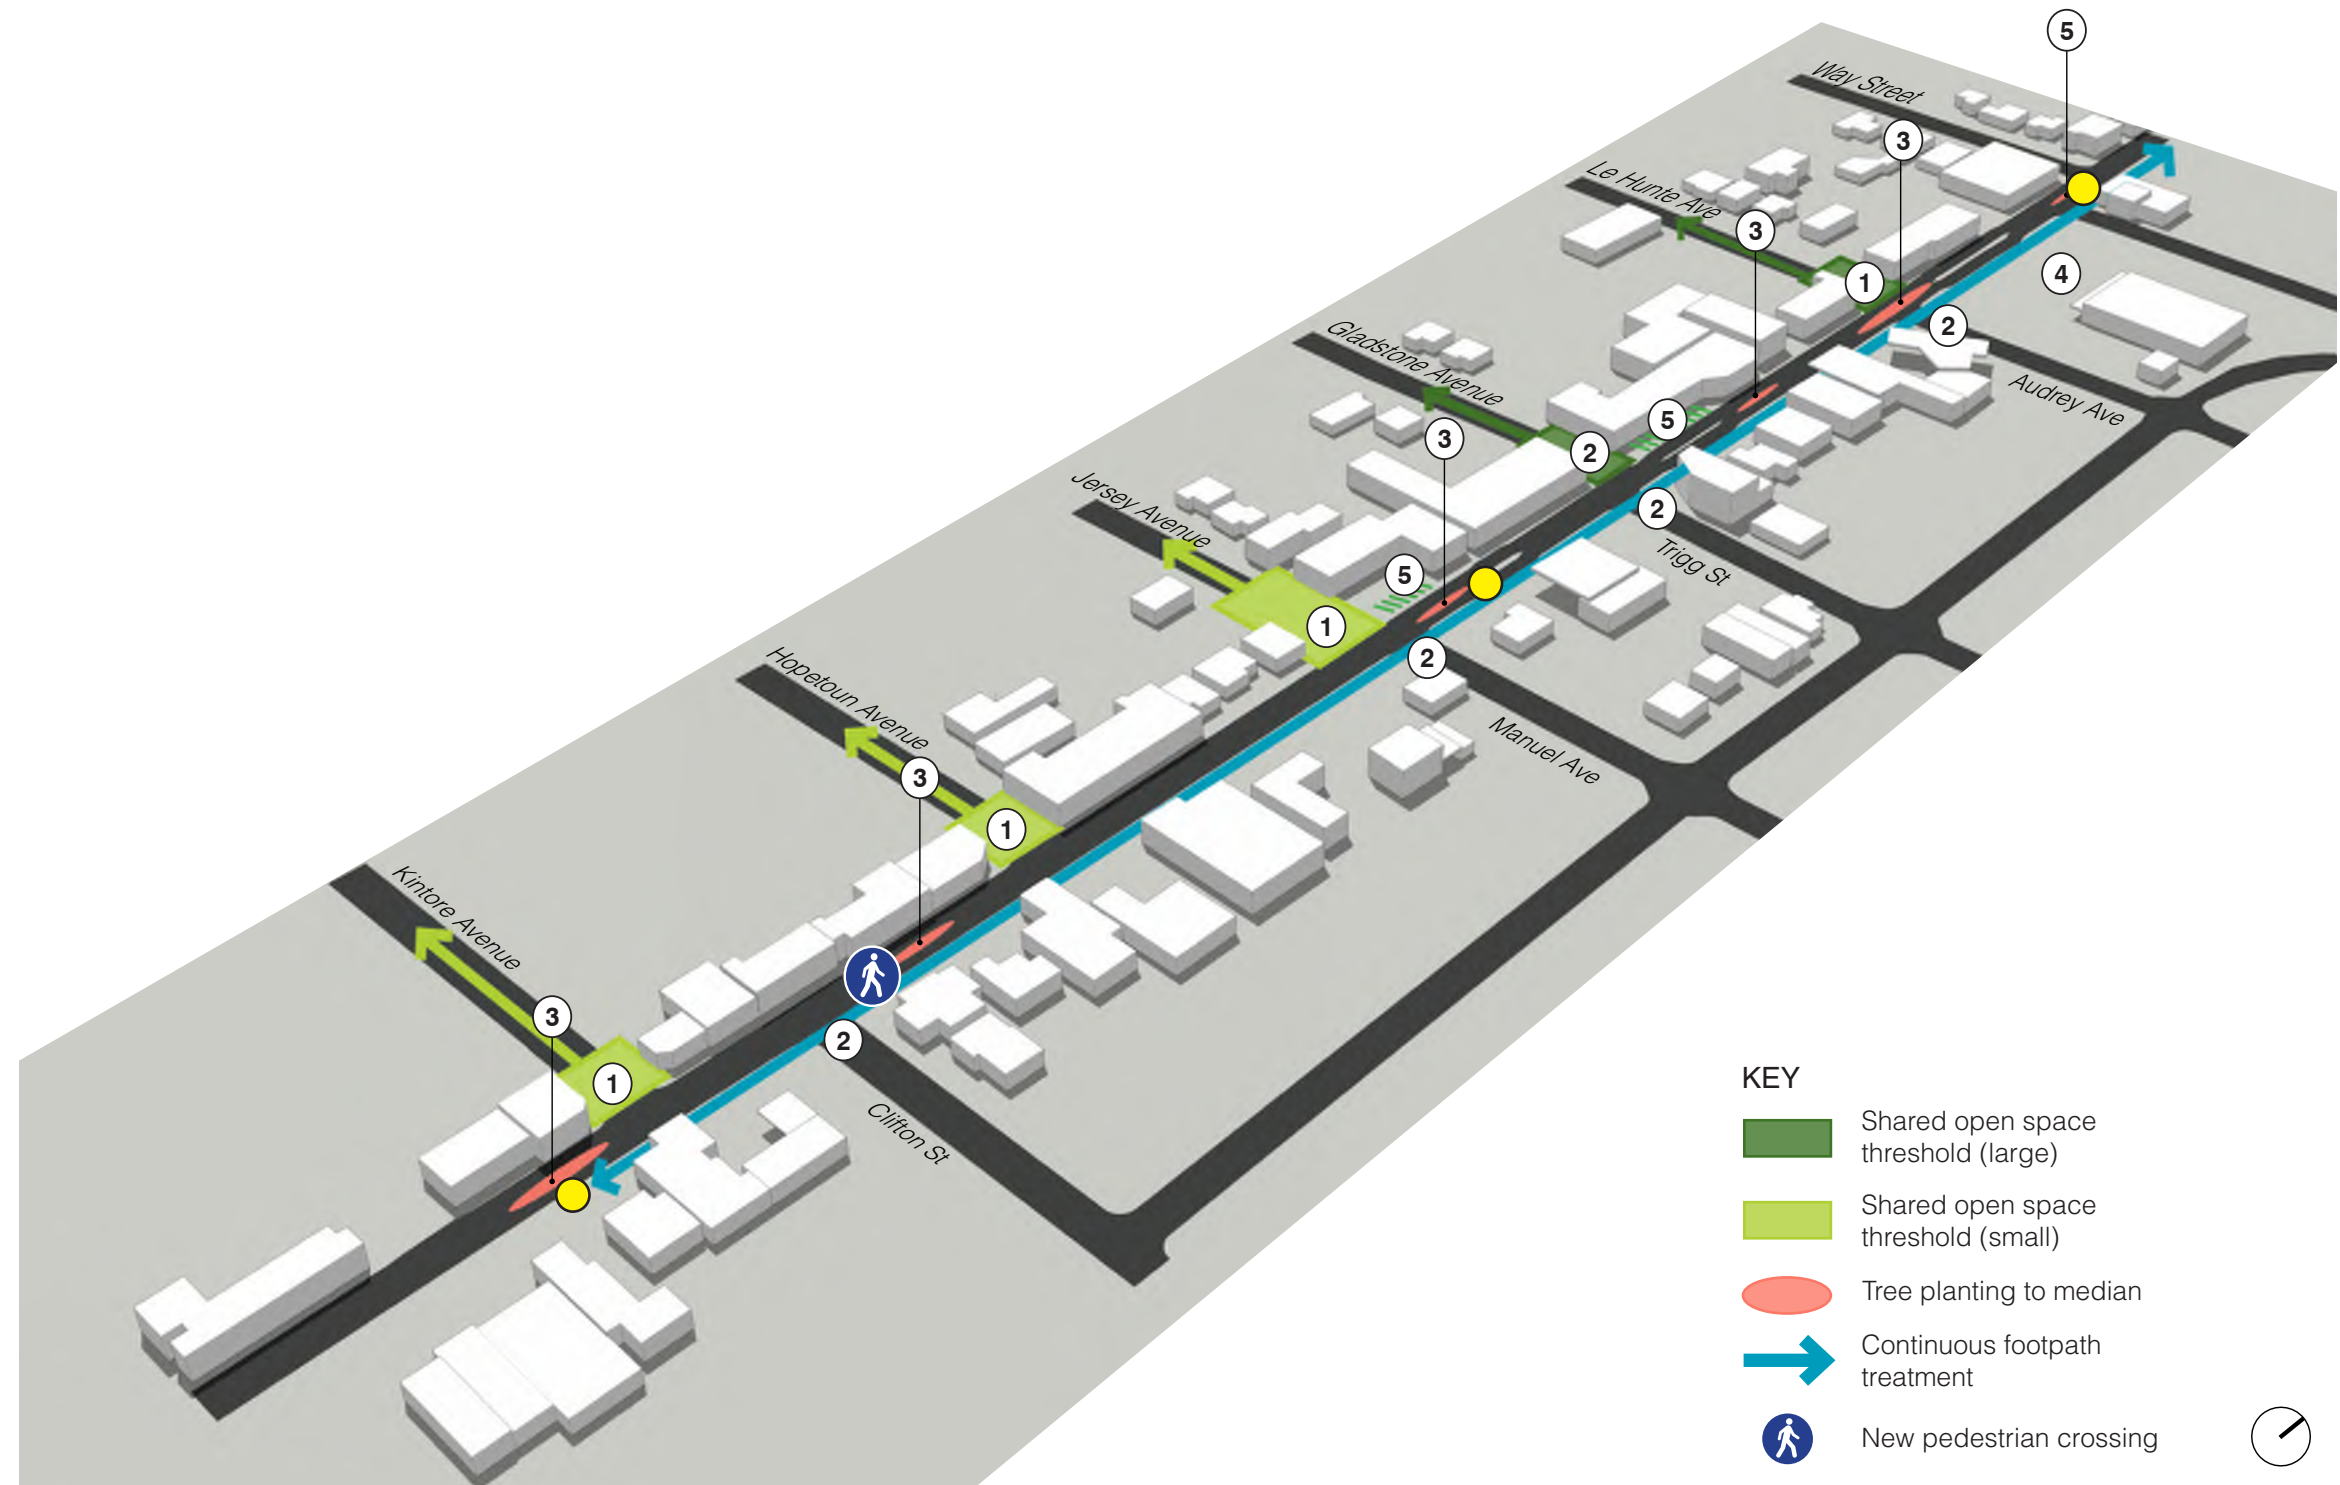 5
Way Street
3
Le Hunte Ave
3
1
4
2
Gladstone Avenue
Audrey Ave
5
3
2
Jersey Avenue
2
Trigg St
5
1
2
Hopetoun Avenue
Manuel Ave
3
1
Kintore Avenue
3
2
1
Clifton St
KEY
Shared open space
threshold (large)
Shared open space
threshold (small)
Tree planting to median
Continuous footpath
treatment
New pedestrian crossing